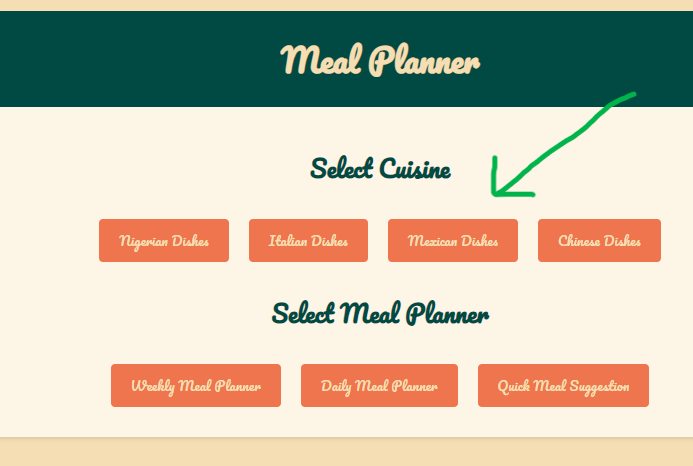 Meal Planner
Select Cuisine
Nigerian Dishes Italian Dishes Mexican Dishes Chinese Dishes
Select Meal Planner
Weekly Meal Planner Daily Meal Planner Quick Meal Suggestion